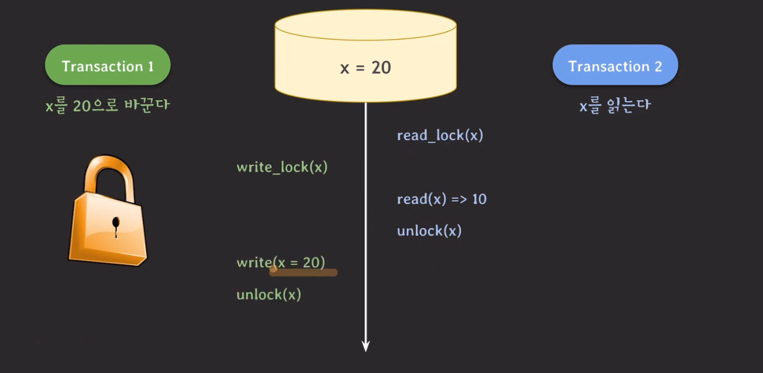 x = 20
Transaction 1
Transaction 2
x를 20으로 바꾼다
x를 읽는다
read_lock(x)
write_lock(x)
read(x) => 10
unlock(x)
write(x = 20)
unlock(x)